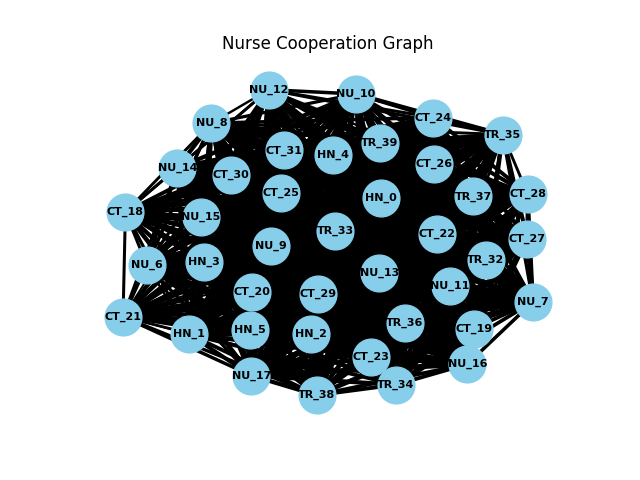 Nurse Cooperation Graph
NU_12
NU_10
CT_24
NU_8
TR_35
TR_39
CT_31
HN_4
CT_26
NU_14
CT_30
CT_25
CT_28
TR_37
HN_0
CT_18
NU_15
TR_33
CT_22
CT_27
NU_9
TR_32
HN_3
NU_6
NU_13
NU_11
CT_20
CT_29
NU_7
CT_21
TR_36
CT_19
HN_5
HN_1
HN_2
CT_23
NU_16
NU_17
TR_34
TR_38